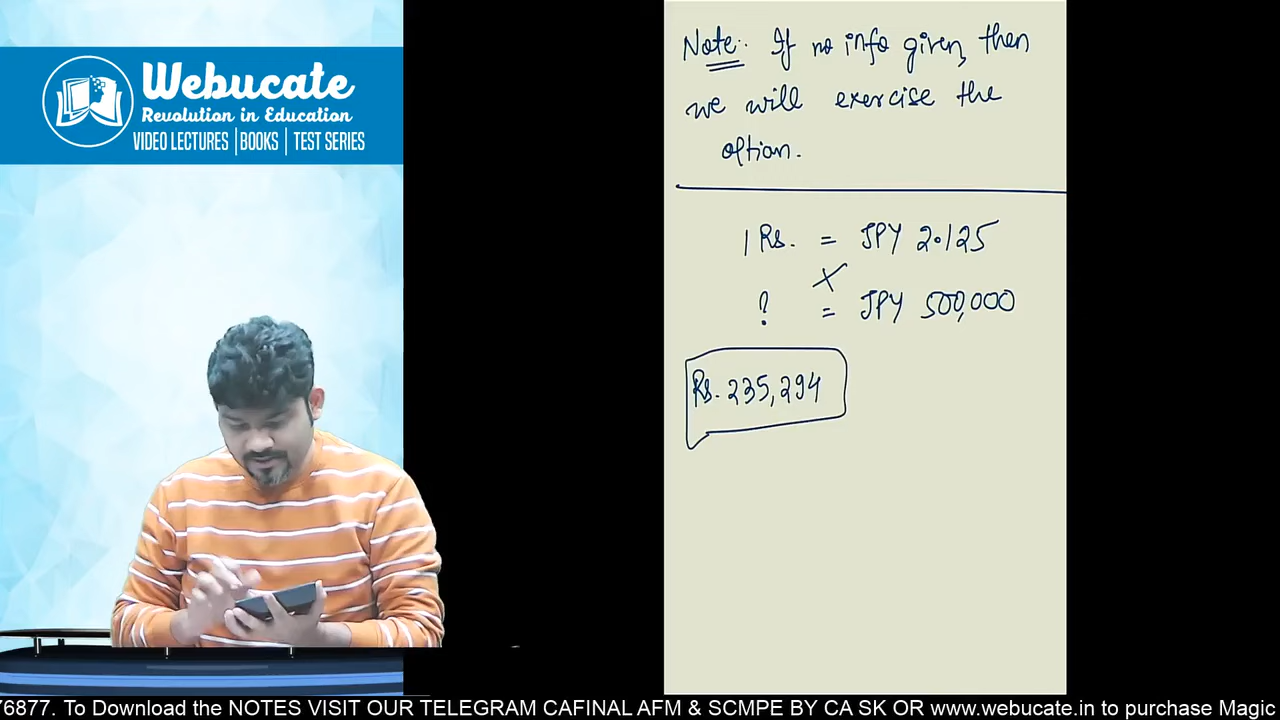 Webucate
Revolution in Education
VIDEO LECTURES | BOOKS | TEST SERIES
Note:- If no info given, then
we will exercise the
option.
1 Rs. = JPY 2.125
X
? = JPY 500,000
Rs. 235,294
76877. To Download the NOTES VISIT OUR TELEGRAM CAFINAL AFM & SCMPE BY CA SK OR www.webucate.in to purchase Magic